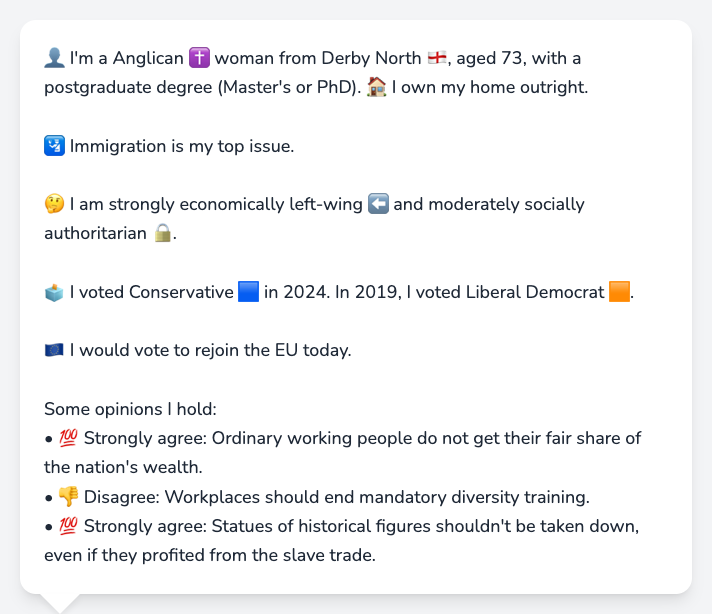 👤 I'm a Anglican ✝️ woman from Derby North 🏴󠁧󠁢󠁥󠁮󠁧󠁿, aged 73, with a
postgraduate degree (Master's or PhD). 🏠 I own my home outright.
🛂 Immigration is my top issue.
🤔 I am strongly economically left-wing ⬅️ and moderately socially
authoritarian 🔒.
🗳️ I voted Conservative 🟦 in 2024. In 2019, I voted Liberal Democrat 🟧.
🇪🇺 I would vote to rejoin the EU today.
Some opinions I hold:
• 💯 Strongly agree: Ordinary working people do not get their fair share of
the nation's wealth.
• 👎 Disagree: Workplaces should end mandatory diversity training.
• 💯 Strongly agree: Statues of historical figures shouldn't be taken down,
even if they profited from the slave trade.